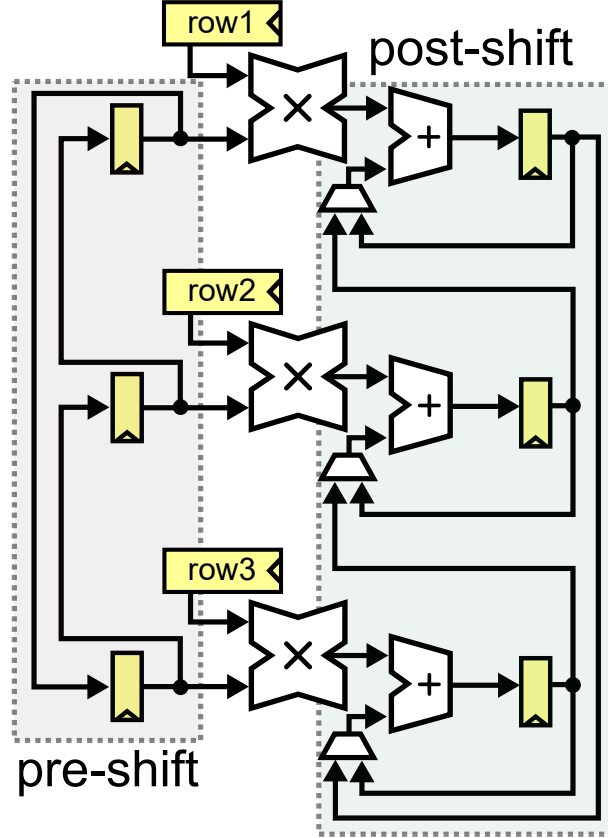 row1
post-shift
×
+
row2
×
+
row3
×
+
pre-shift